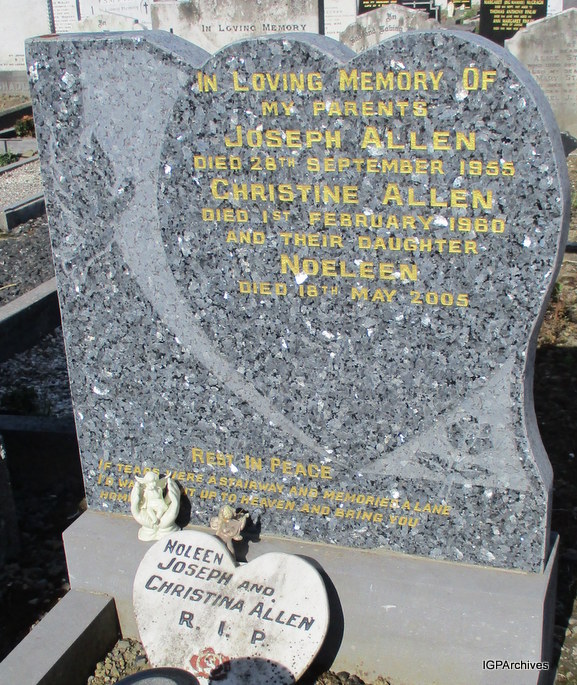 IN LOVING MEMORY
IN LOVING MEMORY OF
MY PARENTS
JOSEPH ALLEN
DIED 28TH SEPTEMBER 1955
CHRISTINE ALLEN
DIED 1ST FEBRUARY 1960
AND THEIR DAUGHTER
NOELEEN
DIED 18TH MAY 2005
REST IN PEACE
IF TEARS WERE A STAIRWAY AND MEMORIES A LANE
UP TO HEAVEN AND BRING YOU
NOLEEN
JOSEPH AND
CHRISTINA ALLEN
R. I. P
IGPArchives